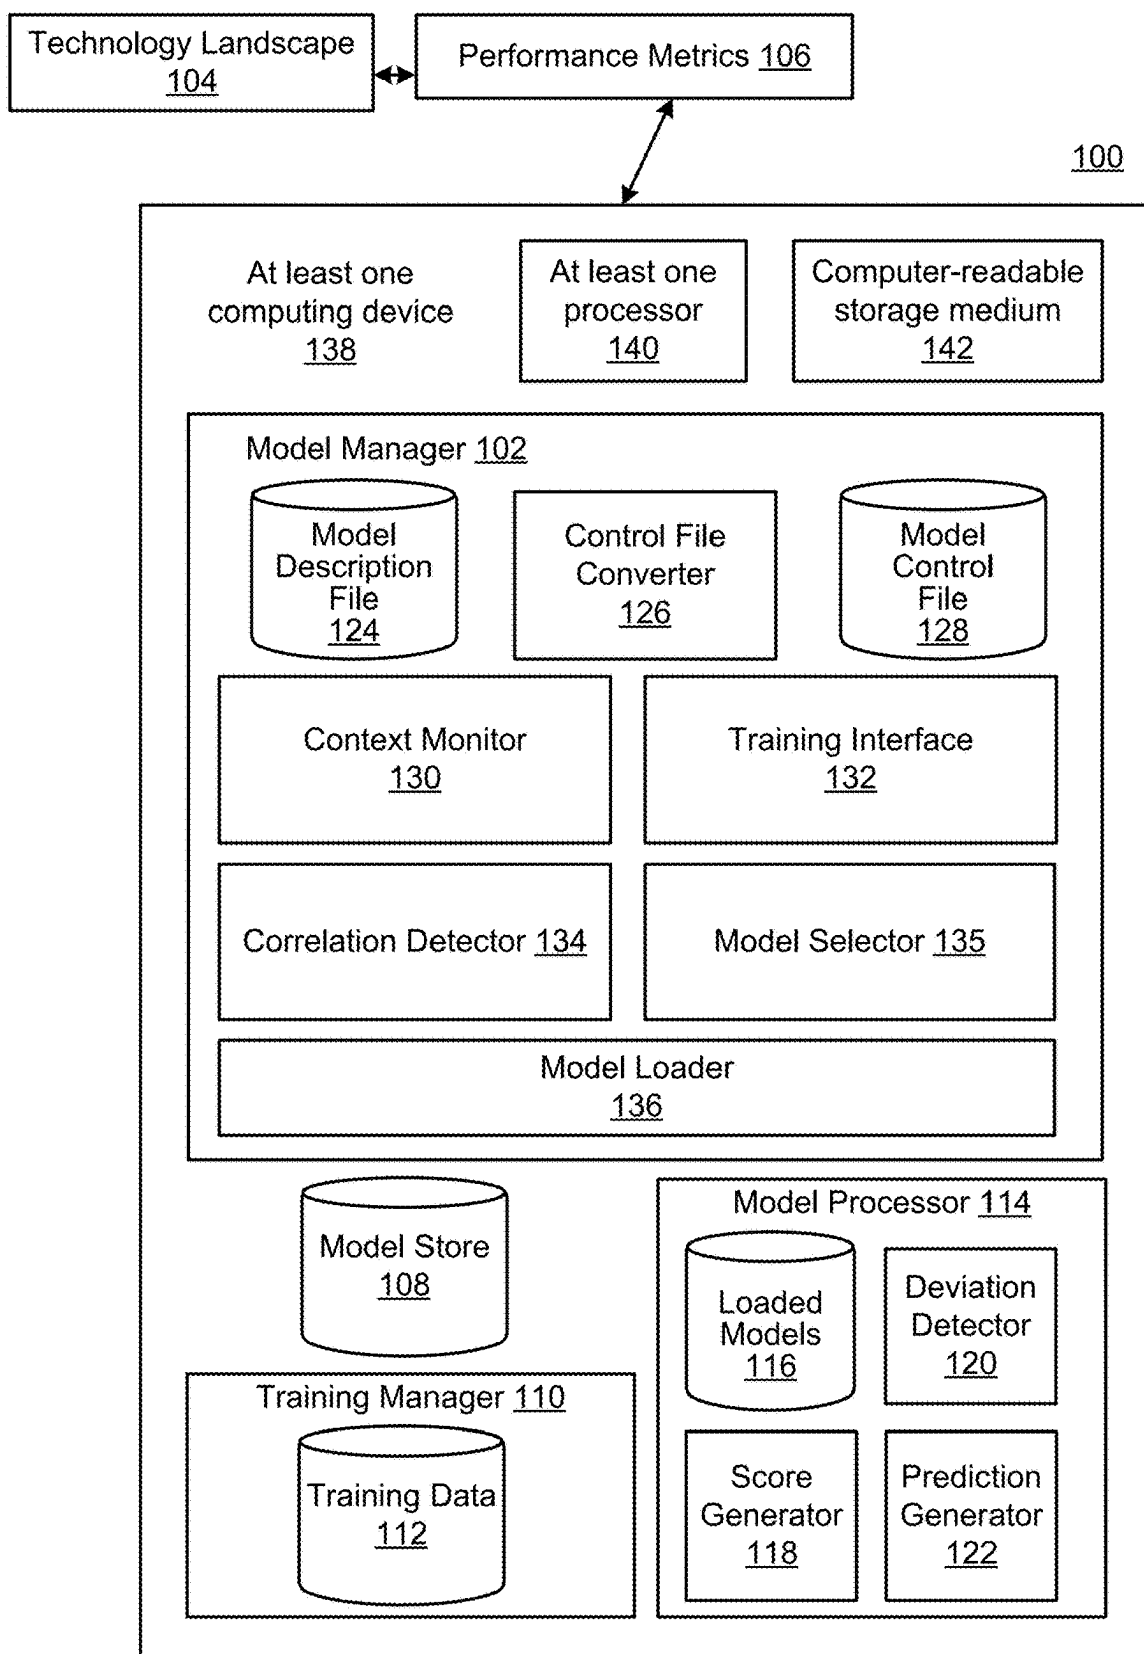 Technology Landscape
104
Performance Metrics 106
100
At least one
computing device
138
At least one
processor
140
Computer-readable
storage medium
142
Model Manager 102
Model
Description
File
124
Control File
Converter
126
Model
Control
File
128
Context Monitor
130
Training Interface
132
Correlation Detector 134
Model Selector 135
Model Loader
136
Model Store
108
Training Manager 110
Training Data
112
Model Processor 114
Loaded
Models
116
Deviation
Detector
120
Score
Generator
118
Prediction
Generator
122